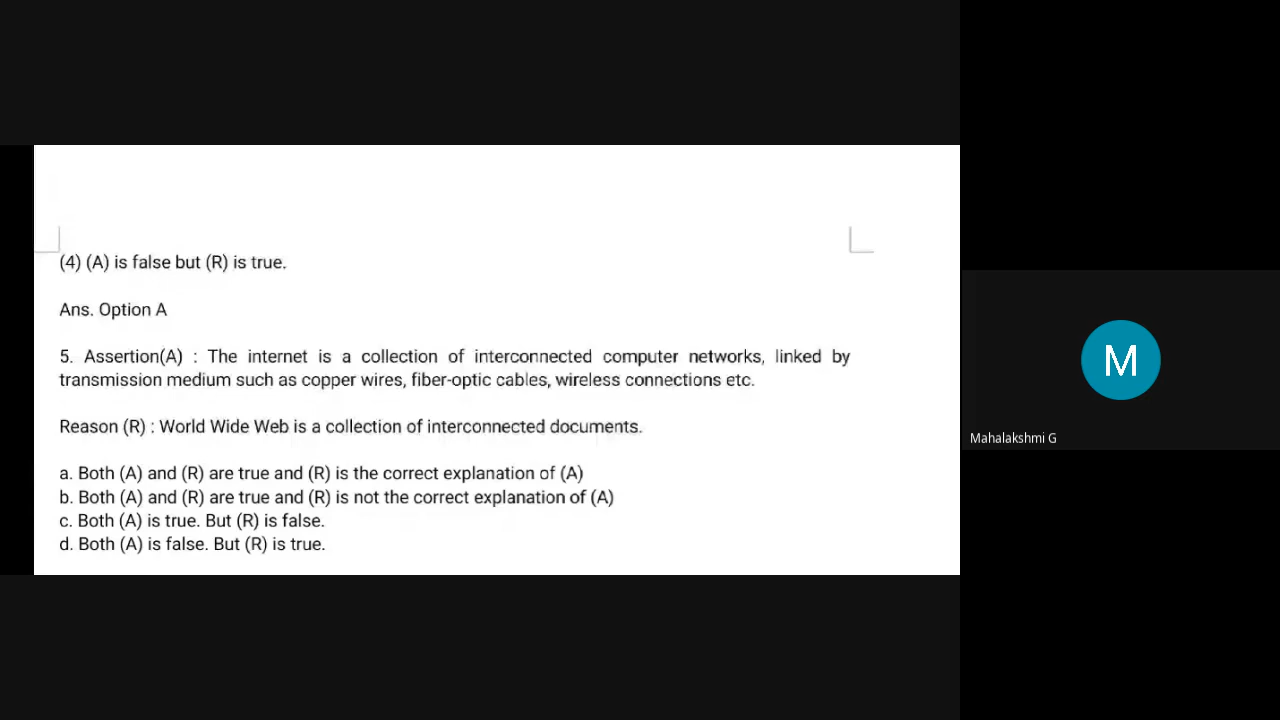 (4) (A) is false but (R) is true.
Ans. Option A
5. Assertion(A) : The internet is a collection of interconnected computer networks, linked by
transmission medium such as copper wires, fiber-optic cables, wireless connections etc.
Reason (R) : World Wide Web is a collection of interconnected documents.
a. Both (A) and (R) are true and (R) is the correct explanation of (A)
b. Both (A) and (R) are true and (R) is not the correct explanation of (A)
c. Both (A) is true. But (R) is false.
d. Both (A) is false. But (R) is true.
M
Mahalakshmi G